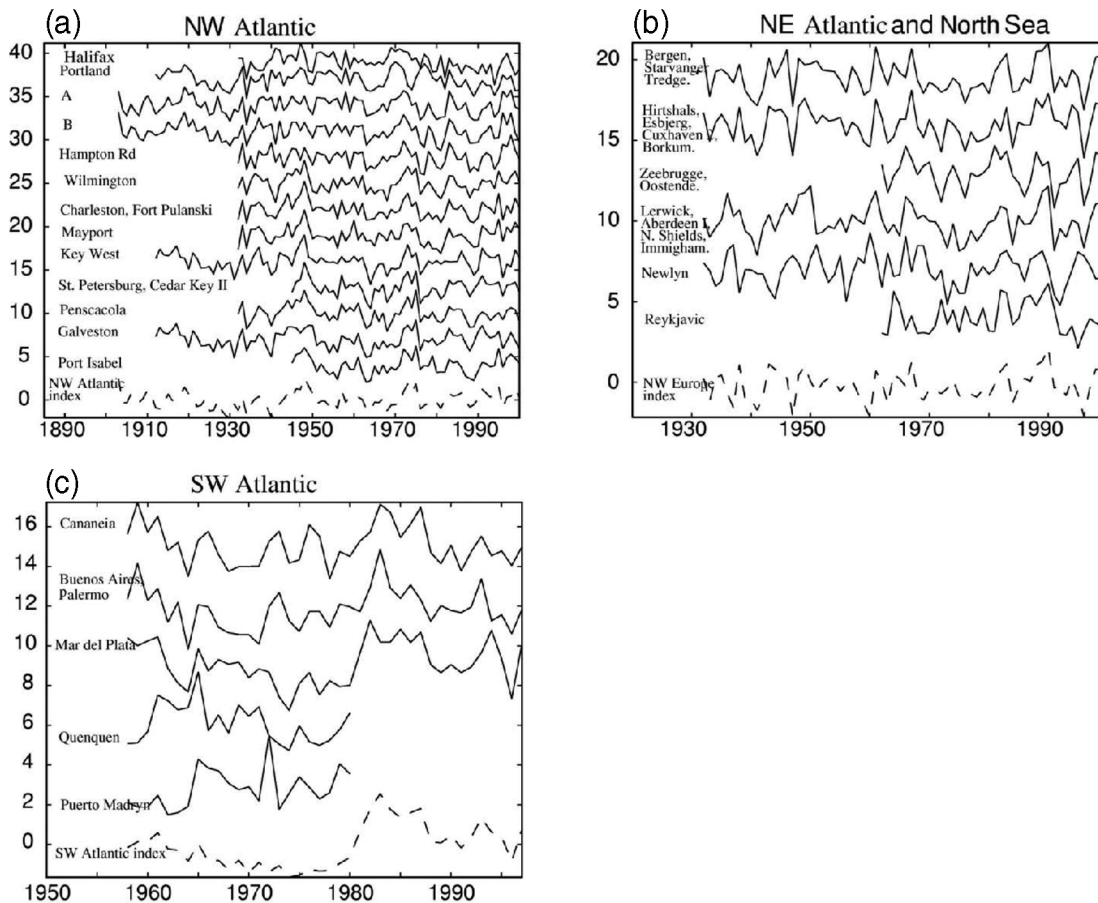 (a)
NW Atlantic
40
35
30
25
20
15
10
5
0
Halifax
Portland
A
B
Hampton Rd
Wilmington
Charleston, Fort Pulanski
Mayport
Key West
St. Petersburg, Cedar Key II
Penscacola
Galveston
Port Isabel
NW Atlantic
index
1890 1910 1930 1950 1970 1990
(b)
NE Atlantic and North Sea
20
15
10
5
0
Bergen,
Starvanger
Tredge.
Hirtshals,
Esbjerg,
Cuxhaven
Borkum.
Zeebrugge,
Oostende.
Lerwick,
Aberdeen I,
N. Shields,
Immigham.
Newlyn
Reykjavic
NW Europe
index
1930 1950 1970 1990
(c)
SW Atlantic
16
14
12
10
8
6
4
2
0
Cananeia
Buenos Aires,
Palermo
Mar del Plata
Quenquen
Puerto Madryn
SW Atlantic index
1950 1960 1970 1980 1990